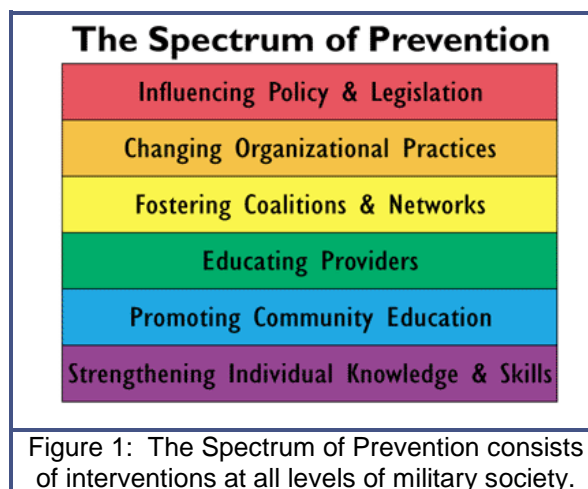 The Spectrum of Prevention
Influencing Policy & Legislation
Changing Organizational Practices
Fostering Coalitions & Networks
Educating Providers
Promoting Community Education
Strengthening Individual Knowledge & Skills
Figure 1: The Spectrum of Prevention consists
of interventions at all levels of military society.